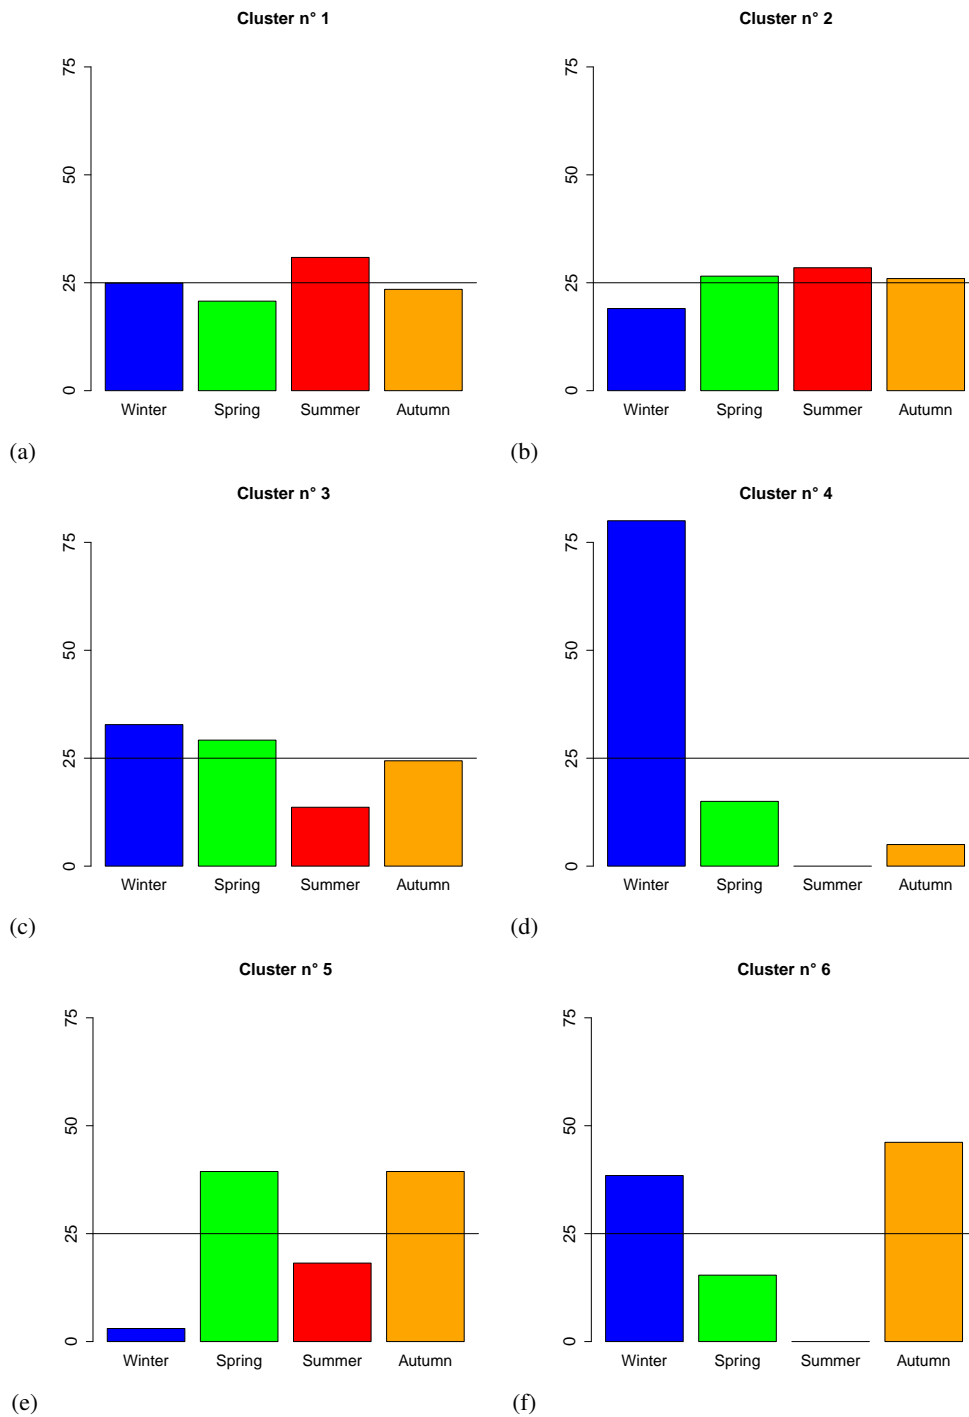 Cluster n° 1
75
50
25
0
Winter Spring Summer Autumn
(a)
Cluster n° 2
75
50
25
0
Winter Spring Summer Autumn
(b)
Cluster n° 3
75
50
25
0
Winter Spring Summer Autumn
(c)
Cluster n° 4
75
50
25
0
Winter Spring Summer Autumn
(d)
Cluster n° 5
75
50
25
0
Winter Spring Summer Autumn
(e)
Cluster n° 6
75
50
25
0
Winter Spring Summer Autumn
(f)